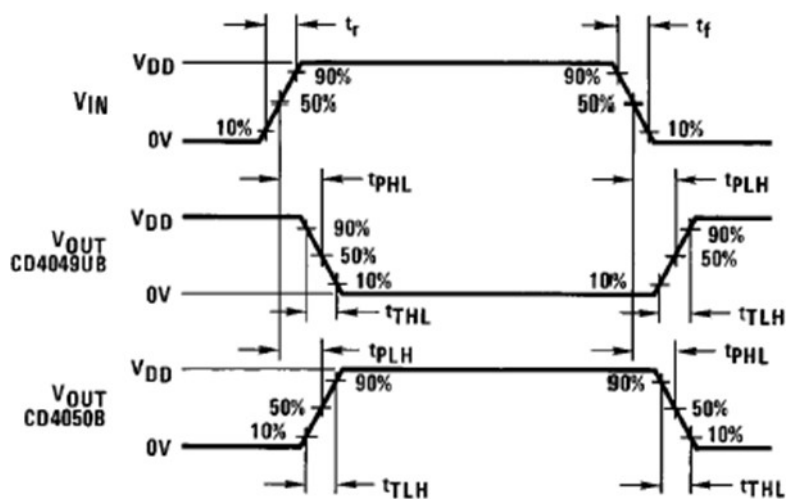 tr
tf
VDD
90%
90%
VIN
50%
50%
10%
10%
0V
tPHL
tPLH
VDD
90%
90%
VOUT
CD4049UB
50%
50%
10%
10%
0V
tTHL
tTLH
tPLH
tPHL
VDD
90%
90%
VOUT
CD4050B
50%
50%
10%
10%
0V
tTLH
tTHL